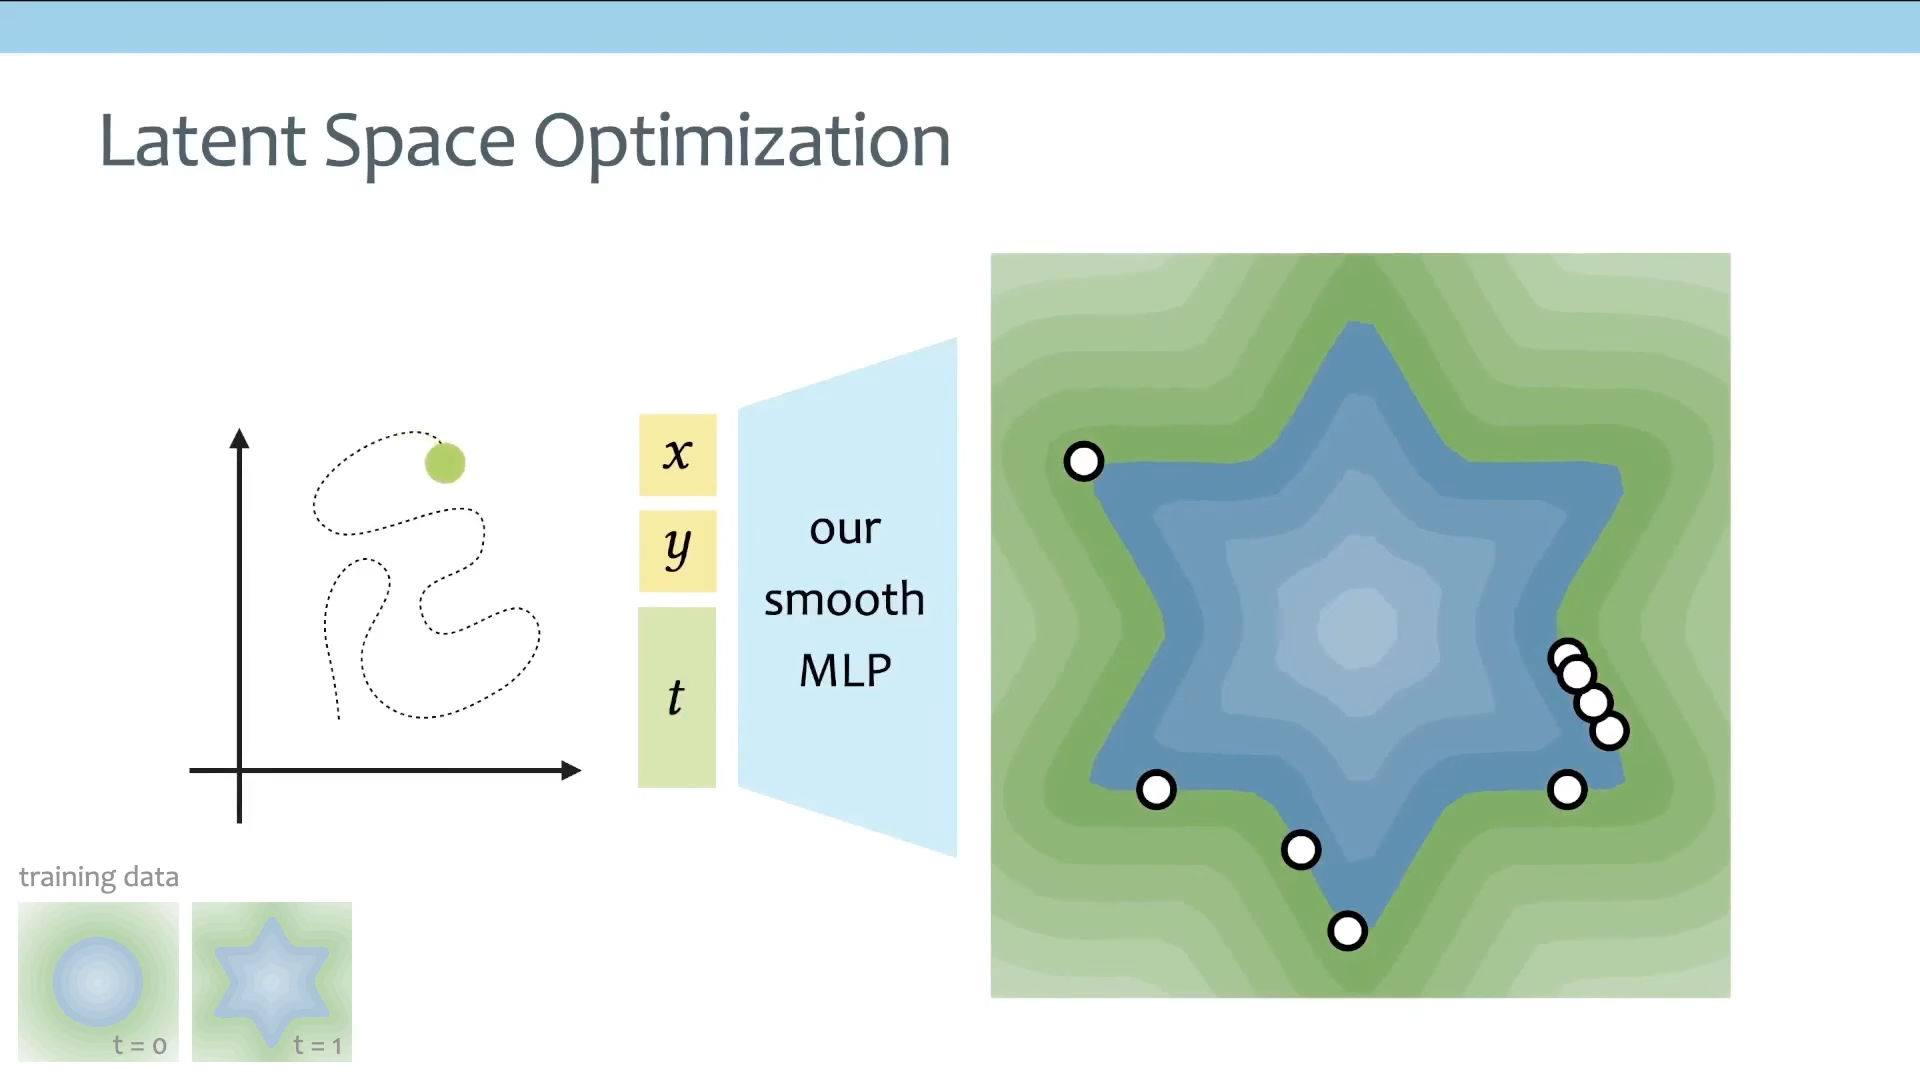 Latent Space Optimization
x
y
t
our
smooth
MLP
training data
t = 0
t = 1